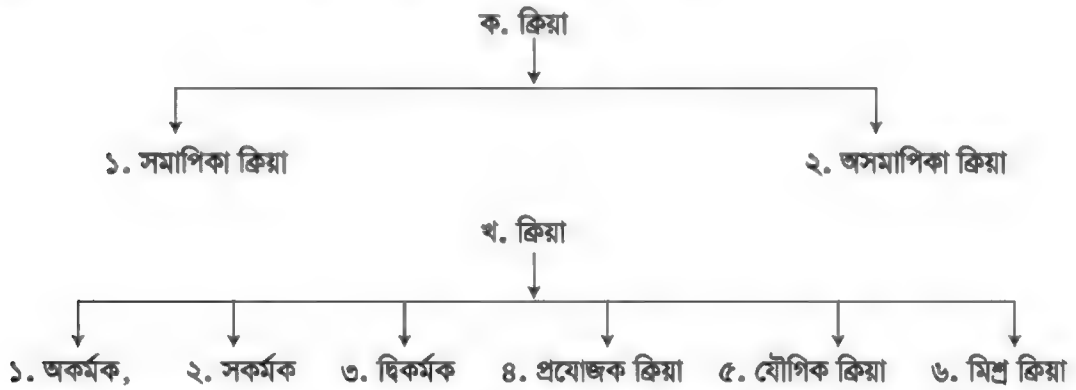 ক. ক্রিয়া
১. সমাপিকা ক্রিয়া ২. অসমাপিকা ক্রিয়া
খ. ক্রিয়া
১. অকর্মক, ২. সকর্মক ৩. দ্বিকর্মক ৪. প্রযোজক ক্রিয়া ৫. যৌগিক ক্রিয়া ৬. মিশ্র ক্রিয়া